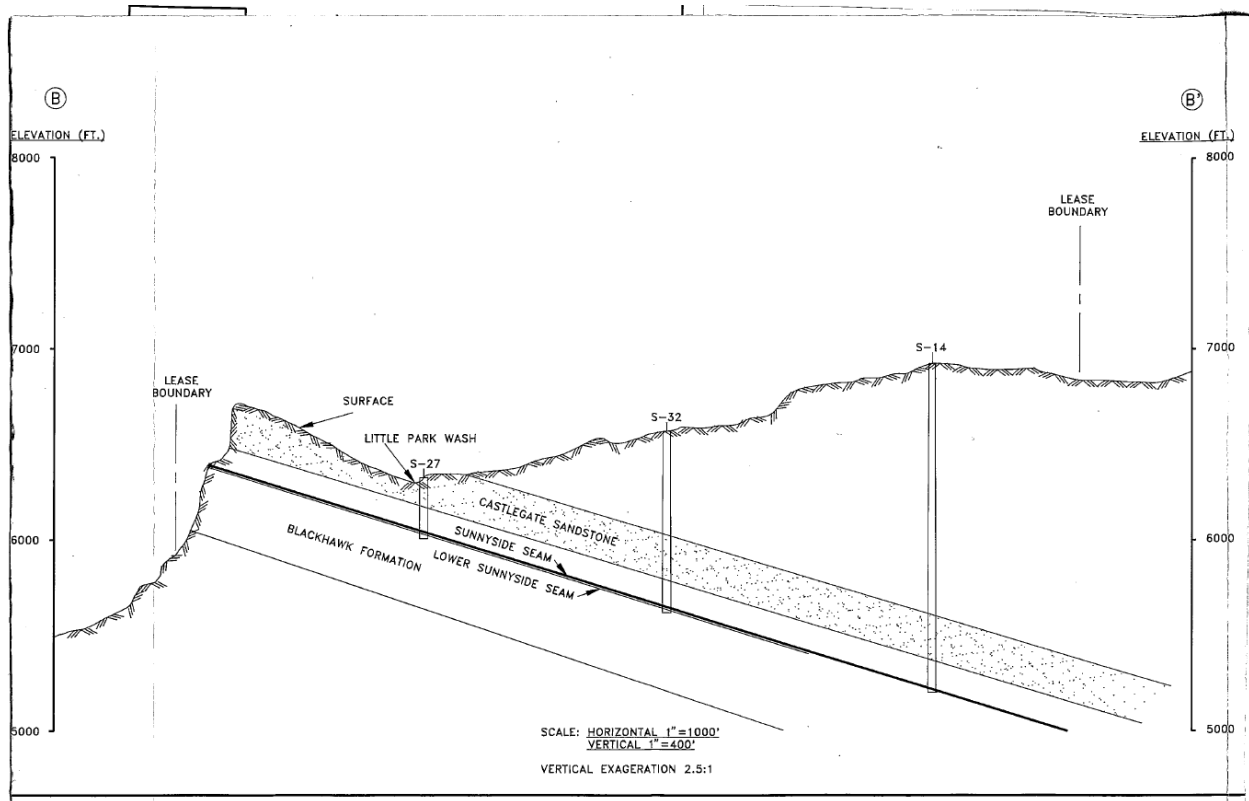 B
B'
ELEVATION (FT.)
ELEVATION (FT.)
8000
8000
LEASE
BOUNDARY
7000
7000
S-14
LEASE
BOUNDARY
SURFACE
S-32
LITTLE PARK WASH
S-27
CASTLEGATE SANDSTONE
6000
6000
SUNNYSIDE SEAM
BLACKHAWK FORMATION
LOWER SUNNYSIDE SEAM
5000
5000
SCALE: HORIZONTAL 1"=1000'
VERTICAL 1"=400'
VERTICAL EXAGERATION 2.5:1